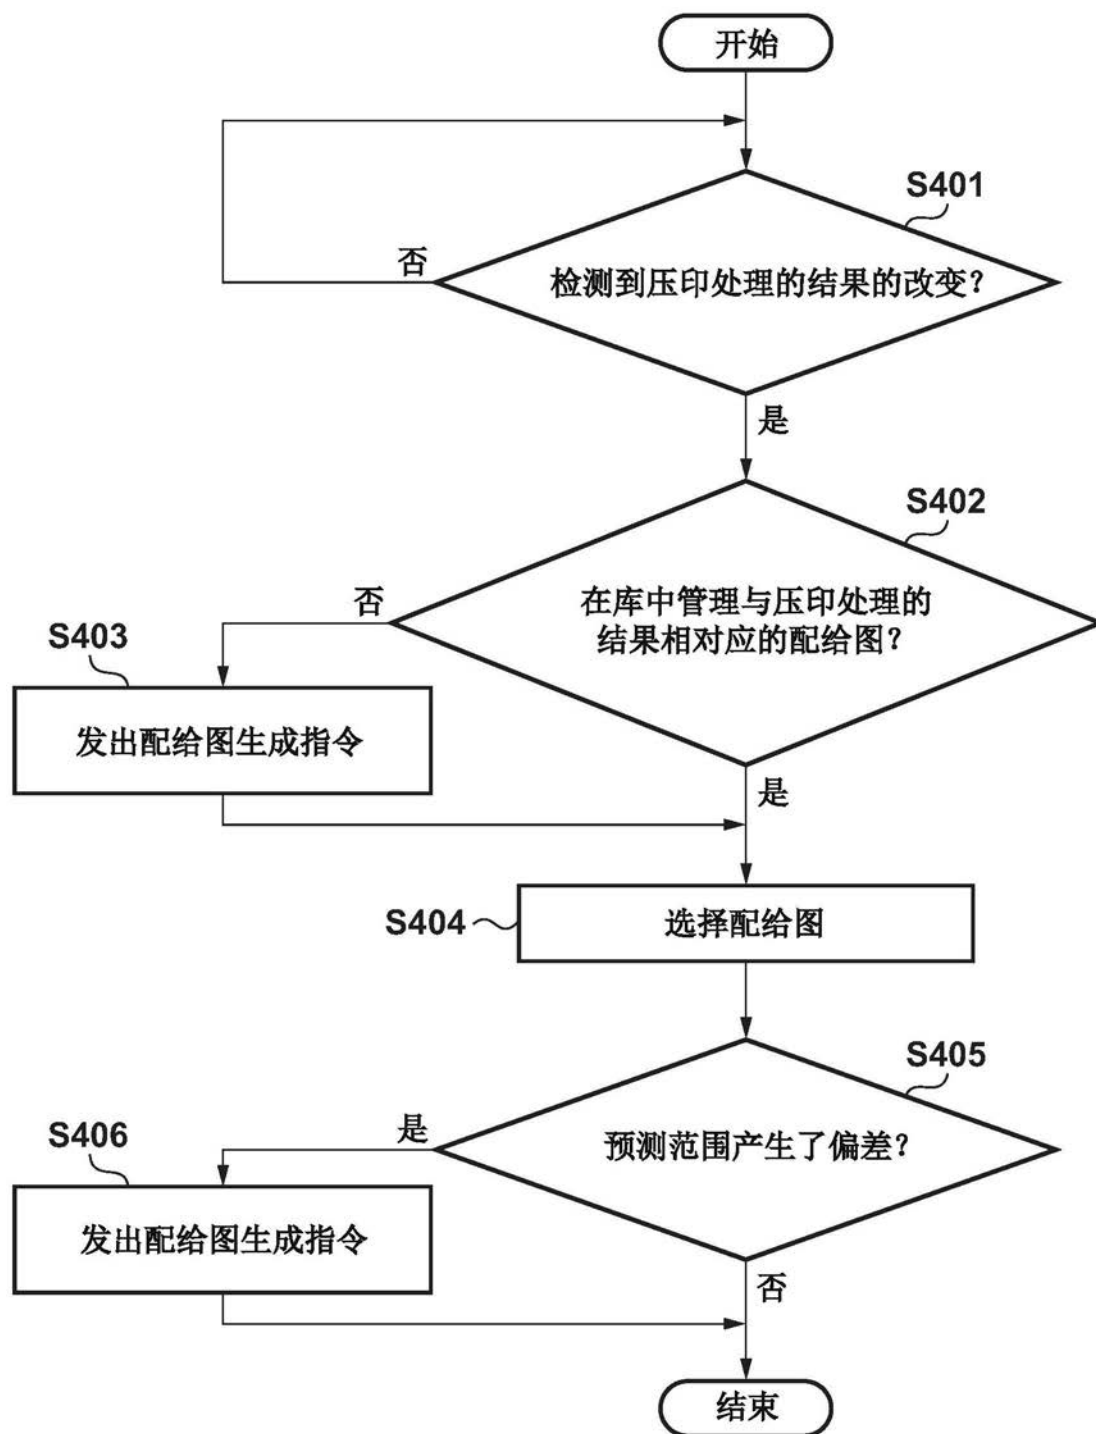 开始
S401
否
检测到压印处理的结果的改变?
是
S402
否
在库中管理与压印处理的
结果相对应的配给图?
S403
发出配给图生成指令
是
S404
选择配给图
S405
是
预测范围产生了偏差?
S406
发出配给图生成指令
否
结束